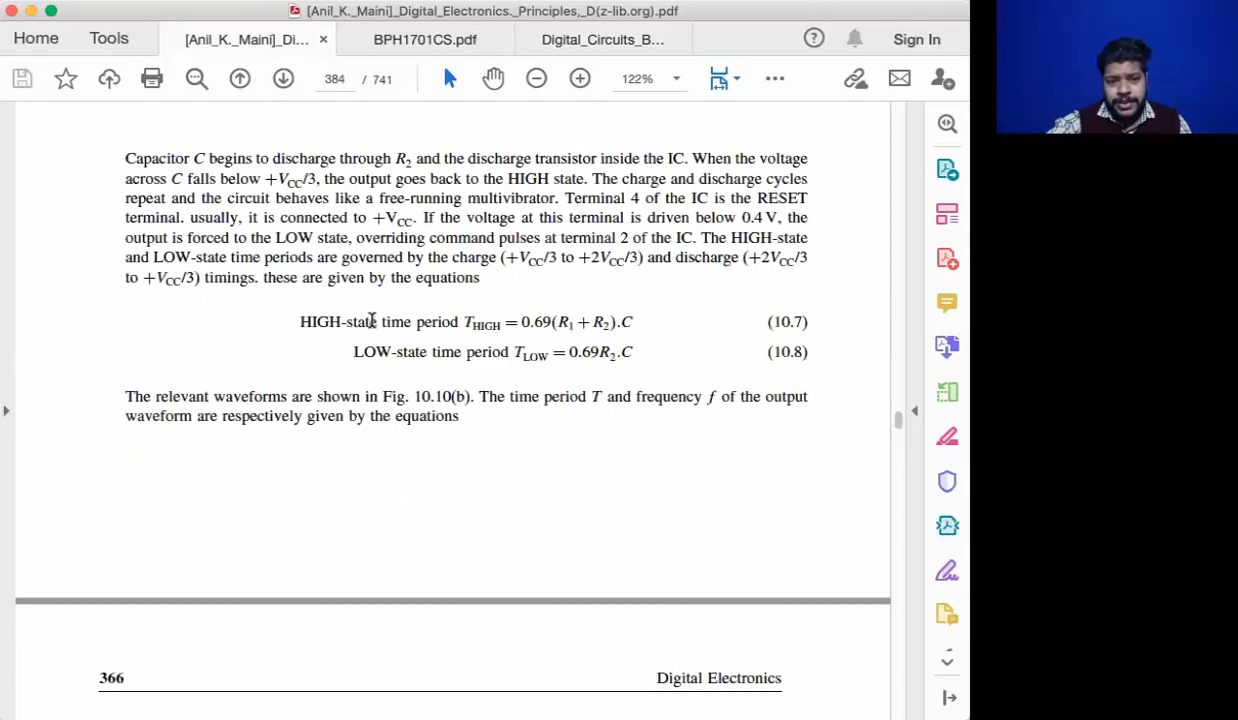 [Anil_K._Maini]_Digital_Electronics._Principles,_D(z-lib.org).pdf
Home Tools [Anil_K._Maini]_Di... × BPH1701CS.pdf Digital_Circuits_B... Sign In
384 / 741 122%
Capacitor C begins to discharge through R2 and the discharge transistor inside the IC. When the voltage
across C falls below +VCC/3, the output goes back to the HIGH state. The charge and discharge cycles
repeat and the circuit behaves like a free-running multivibrator. Terminal 4 of the IC is the RESET
terminal. usually, it is connected to +VCC. If the voltage at this terminal is driven below 0.4 V, the
output is forced to the LOW state, overriding command pulses at terminal 2 of the IC. The HIGH-state
and LOW-state time periods are governed by the charge (+VCC/3 to +2VCC/3) and discharge (+2VCC/3
to +VCC/3) timings. these are given by the equations
HIGH-state time period THIGH = 0.69(R1 + R2).C (10.7)
LOW-state time period TLOW = 0.69R2.C (10.8)
The relevant waveforms are shown in Fig. 10.10(b). The time period T and frequency f of the output
waveform are respectively given by the equations
366 Digital Electronics